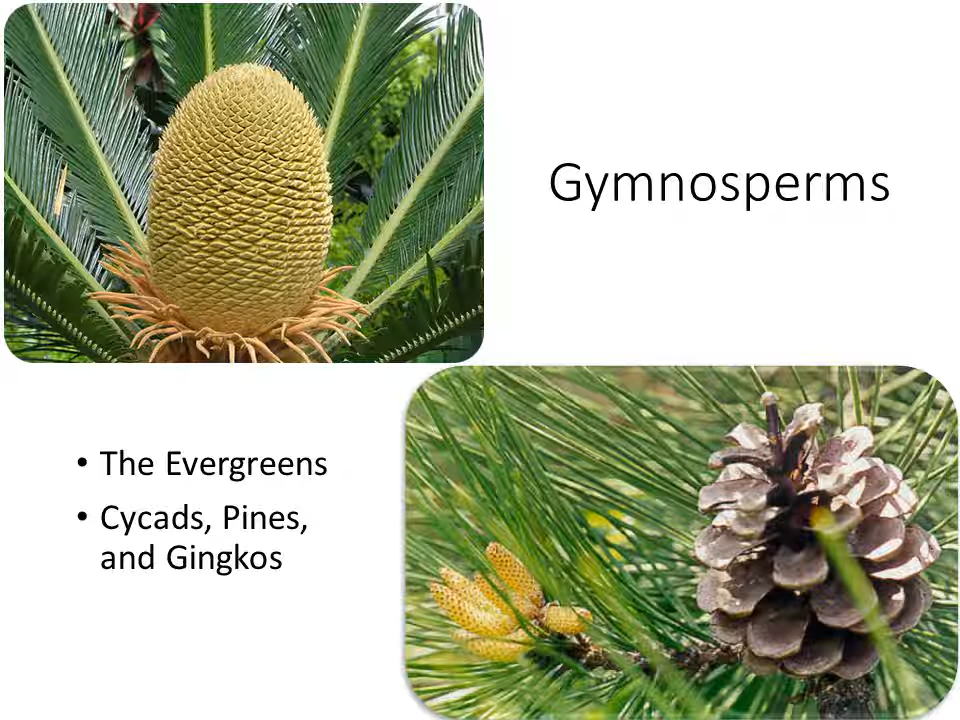 Gymnosperms
• The Evergreens
• Cycads, Pines,
and Gingkos